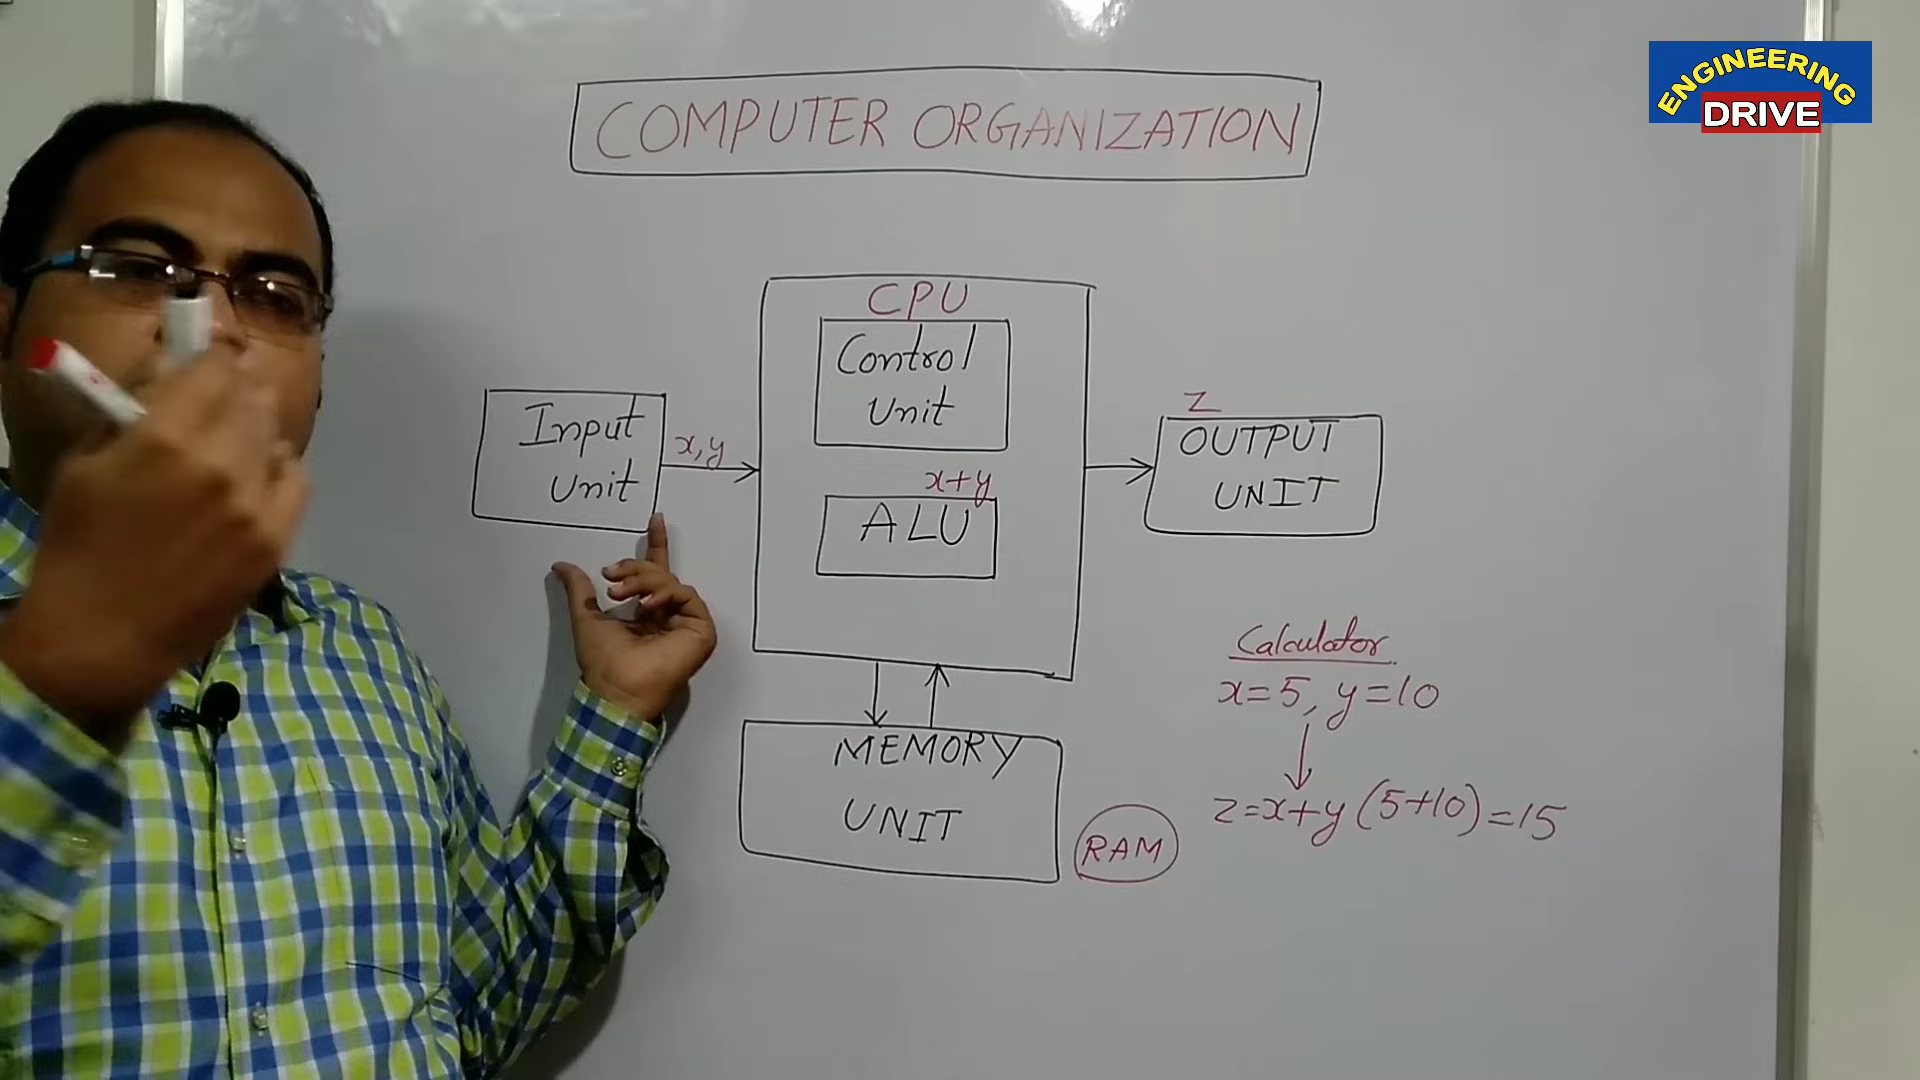 ENGINEERING
DRIVE
COMPUTER ORGANIZATION
CPU
Control
Unit
Input
Unit
x,y
x+y
ALU
Z
OUTPUT
UNIT
MEMORY
UNIT
RAM
Calculator
x=5, y=10
z=x+y (5+10)=15